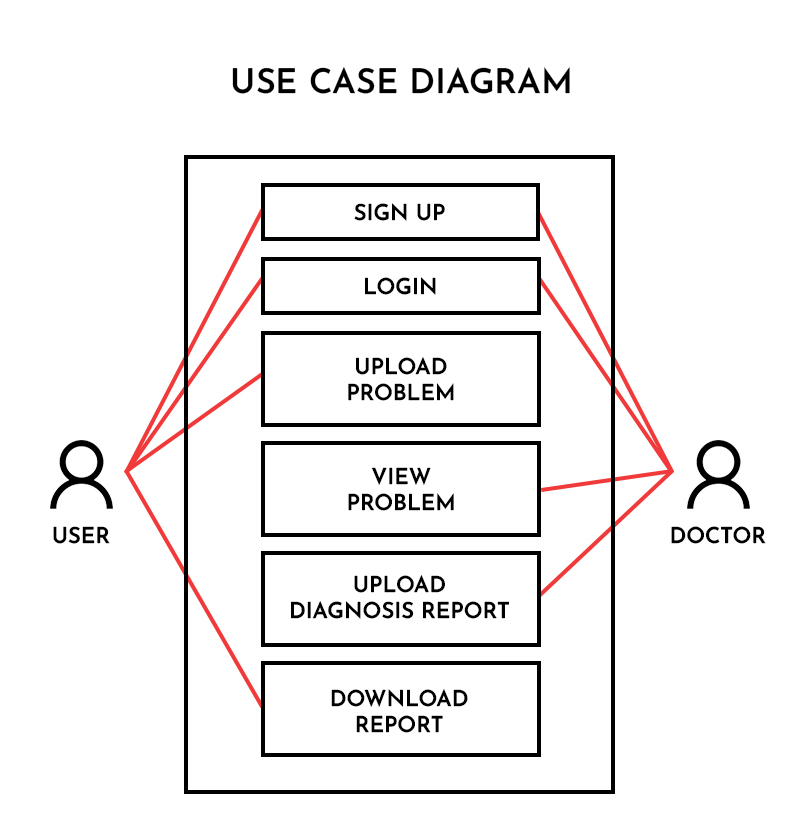 USE CASE DIAGRAM
SIGN UP
LOGIN
UPLOAD
PROBLEM
VIEW
PROBLEM
USER
DOCTOR
UPLOAD
DIAGNOSIS REPORT
DOWNLOAD
REPORT